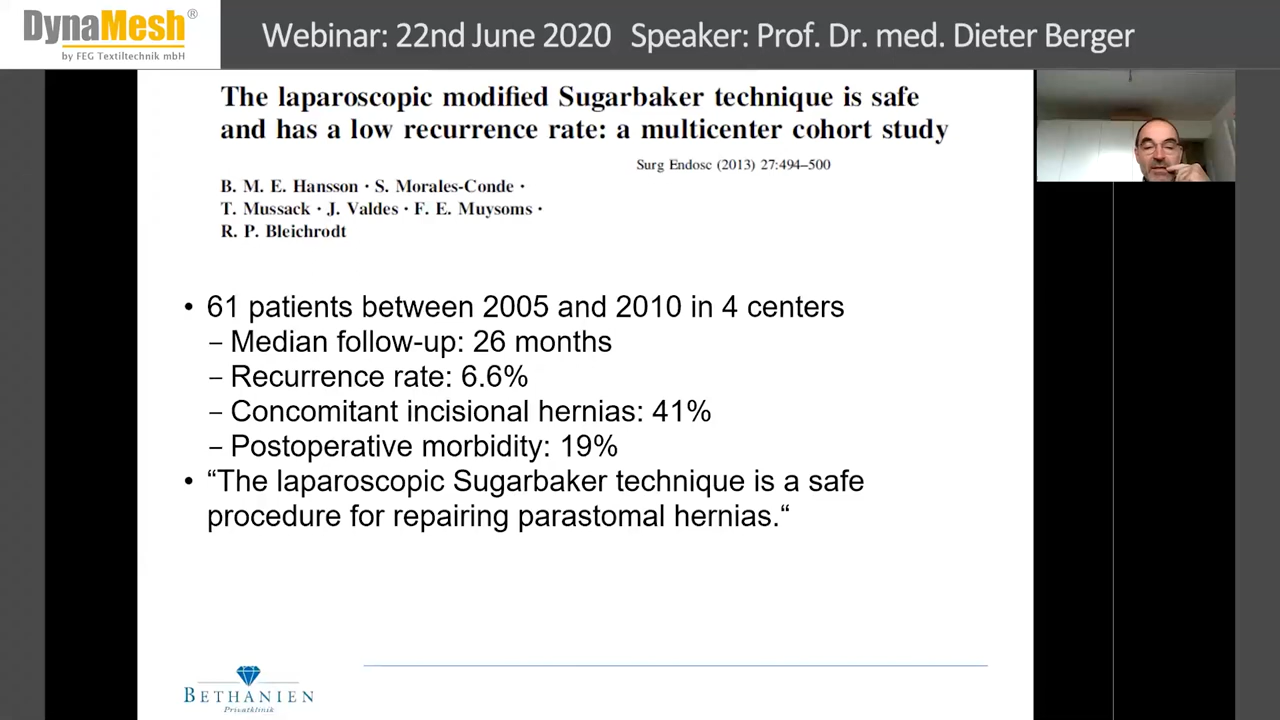 DynaMesh®
by FEG Textiltechnik mbH
Webinar: 22nd June 2020 Speaker: Prof. Dr. med. Dieter Berger
The laparoscopic modified Sugarbaker technique is safe
and has a low recurrence rate: a multicenter cohort study
Surg Endosc (2013) 27:494–500
B. M. E. Hansson · S. Morales-Conde ·
T. Mussack · J. Valdes · F. E. Muysoms ·
R. P. Bleichrodt
• 61 patients between 2005 and 2010 in 4 centers
– Median follow-up: 26 months
– Recurrence rate: 6.6%
– Concomitant incisional hernias: 41%
– Postoperative morbidity: 19%
• “The laparoscopic Sugarbaker technique is a safe
procedure for repairing parastomal hernias.“
BETHANIEN
Privatklinik